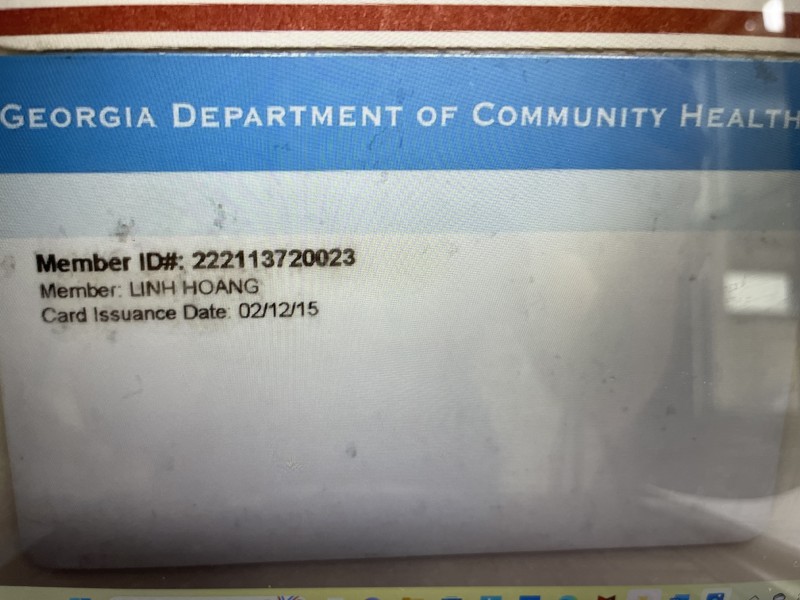 GEORGIA DEPARTMENT OF COMMUNITY HEALTH
Member ID#: 222113720023
Member: LINH HOANG
Card Issuance Date: 02/12/15